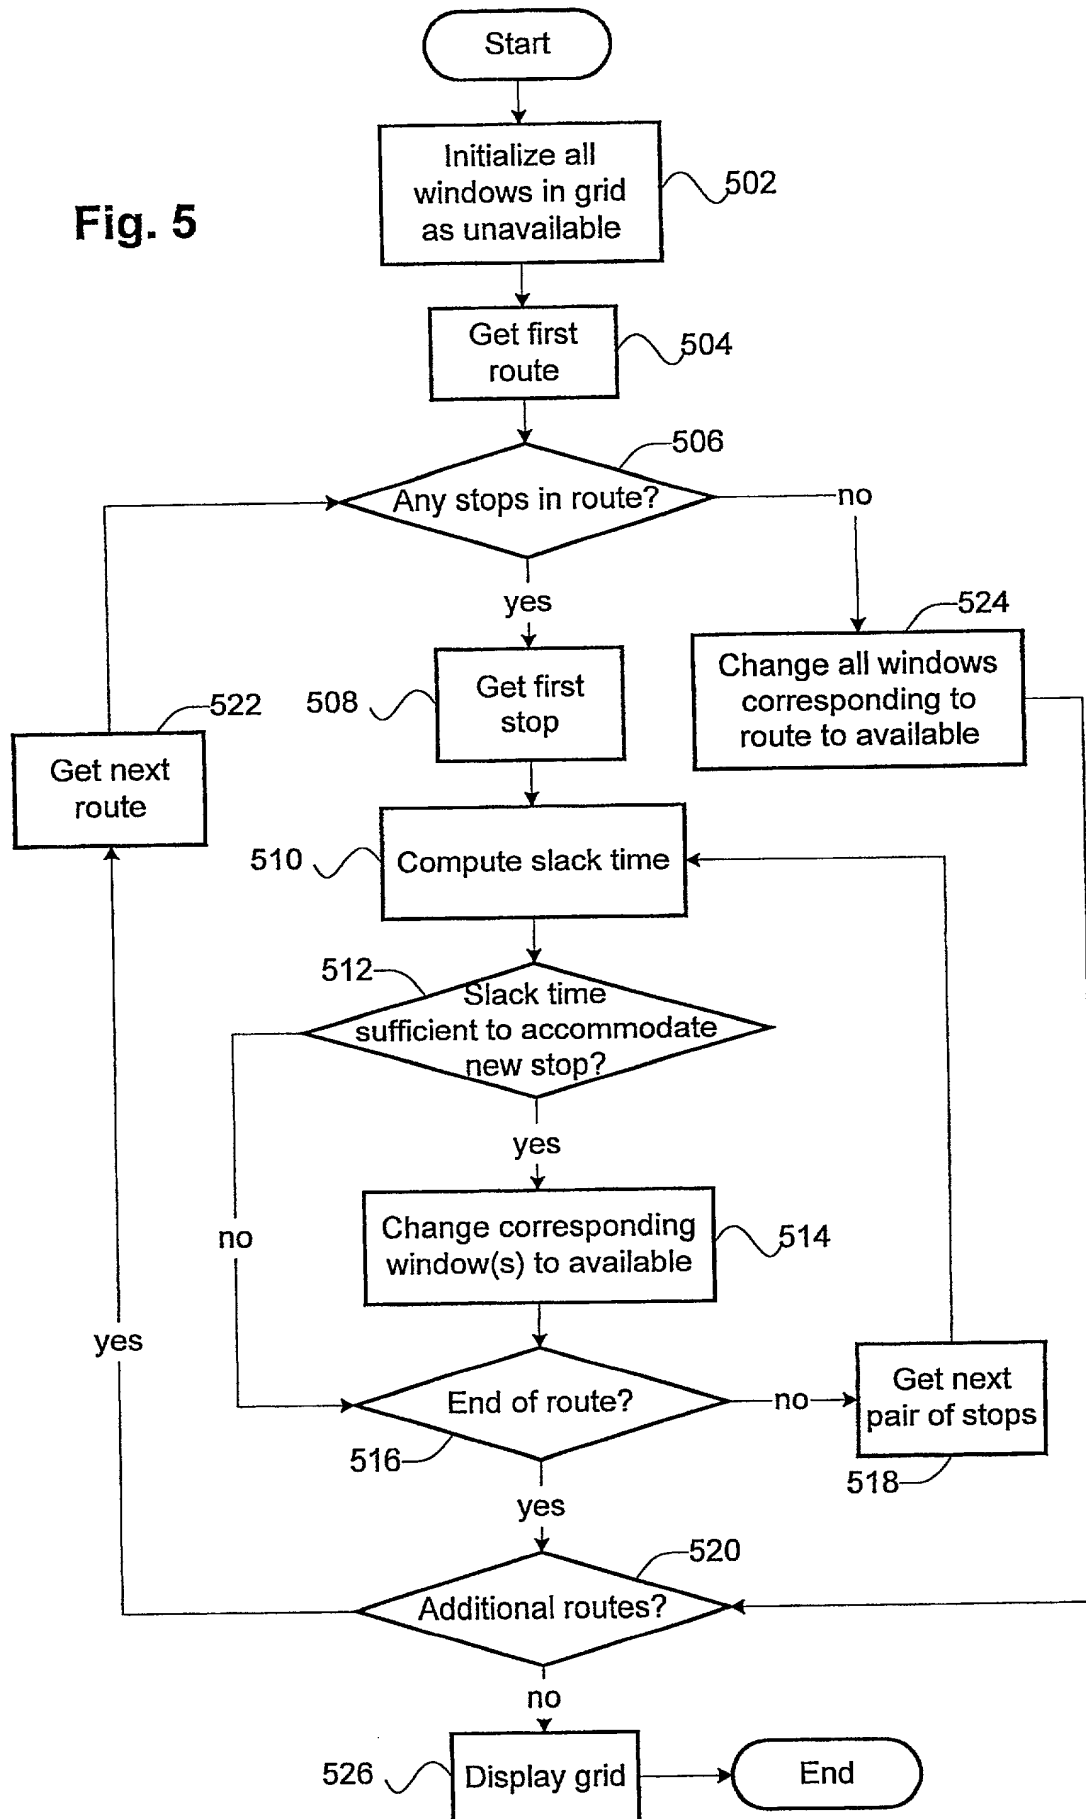 Start
Initialize all
windows in grid
as unavailable
502
Fig. 5
Get first
route
504
506
Any stops in route?
no
yes
524
Change all windows
corresponding to
route to available
508
Get first
stop
522
Get next
route
510
Compute slack time
512
Slack time
sufficient to accommodate
new stop?
yes
no
Change corresponding
window(s) to available
514
yes
End of route?
no
Get next
pair of stops
516
518
yes
520
Additional routes?
no
526
Display grid
End